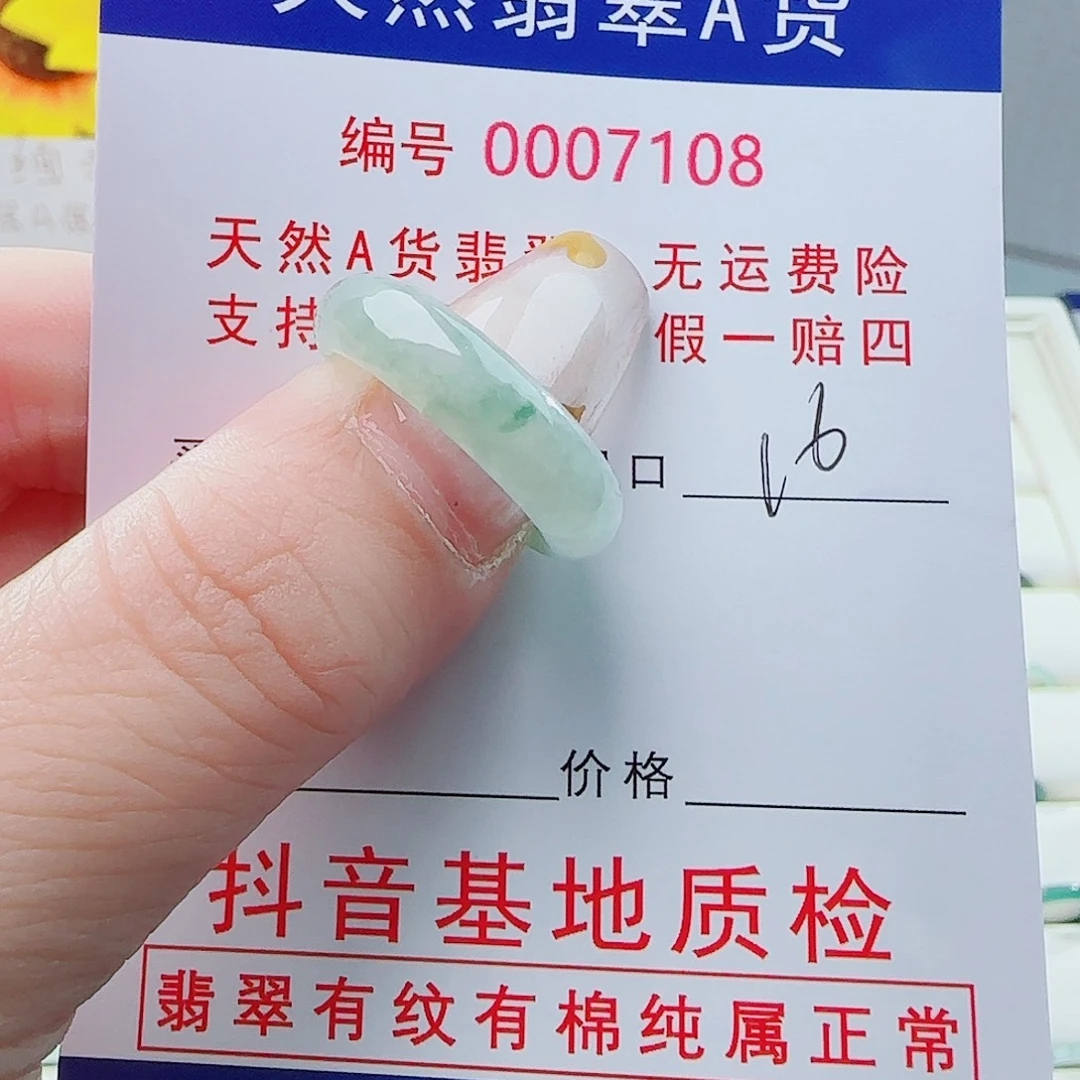 天然翡翠A货
编号 0007108
天然A货翡 无运费险
支持 假一赔四
口 16
价格
抖音基地质检
翡翠有纹有棉纯属正常